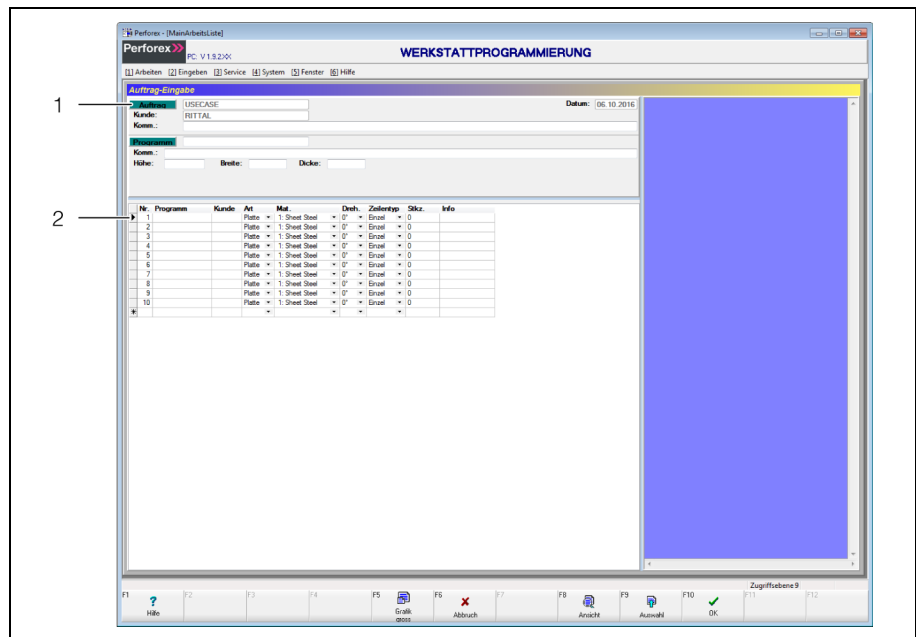 Perforex - [MainArbeitsListe]
Perforex PC: V 1.9.2.XX
WERKSTATTPROGRAMMIERUNG
[1] Arbeiten [2] Eingeben [3] Service [4] System [5] Fenster [6] Hilfe
Auftrag-Eingabe
1
Auftrag USECASE Datum: 06.10.2016
Kunde: RITTAL
Komm.:
Programm
Komm.:
Höhe: Breite: Dicke:
Nr. Programm Kunde Art Mat. Dreh. Zeilentyp Stkz. Info
2
1 Platte 1: Sheet Steel 0° Einzel 0
2 Platte 1: Sheet Steel 0° Einzel 0
3 Platte 1: Sheet Steel 0° Einzel 0
4 Platte 1: Sheet Steel 0° Einzel 0
5 Platte 1: Sheet Steel 0° Einzel 0
6 Platte 1: Sheet Steel 0° Einzel 0
7 Platte 1: Sheet Steel 0° Einzel 0
8 Platte 1: Sheet Steel 0° Einzel 0
9 Platte 1: Sheet Steel 0° Einzel 0
10 Platte 1: Sheet Steel 0° Einzel 0
*
Zugriffsebene 9
F1 F2 F3 F4 F5 F6 F7 F8 F9 F10 F11 F12
Hilfe Grafik gross Abbruch Ansicht Auswahl OK